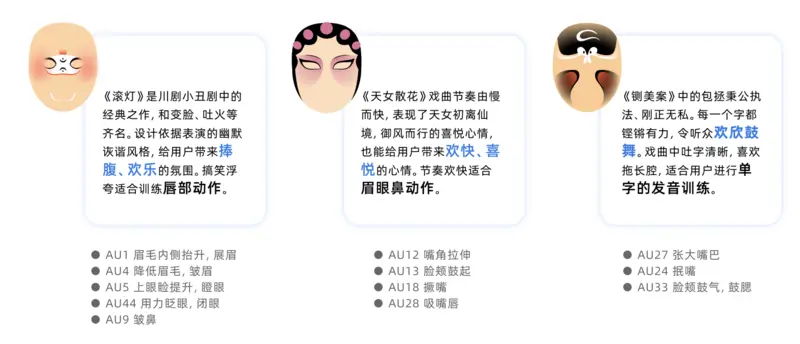 《滚灯》是川剧小丑剧中的
经典之作，和变脸、吐火等
齐名。设计依据表演的幽默
诙谐风格，给用户带来捧
腹、欢乐的氛围。搞笑浮
夸适合训练唇部动作。
AU1 眉毛内侧抬升，展眉
AU4 降低眉毛，皱眉
AU5 上眼睑提升，瞪眼
AU44 用力眨眼，闭眼
AU9 皱鼻
《天女散花》戏曲节奏由慢
而快，表现了天女初离仙
境，御风而行的喜悦心情，
也能给用户带来欢快、喜
悦的心情。节奏欢快适合
眉眼鼻动作。
AU12 嘴角拉伸
AU13 脸颊鼓起
AU18 撅嘴
AU28 吸嘴唇
《铡美案》中的包拯秉公执
法、刚正无私。每一个字都
铿锵有力，令听众欢欣鼓
舞。戏曲中吐字清晰，喜欢
拖长腔，适合用户进行单
字的发音训练。
AU27 张大嘴巴
AU24 抿嘴
AU33 脸颊鼓气，鼓腮